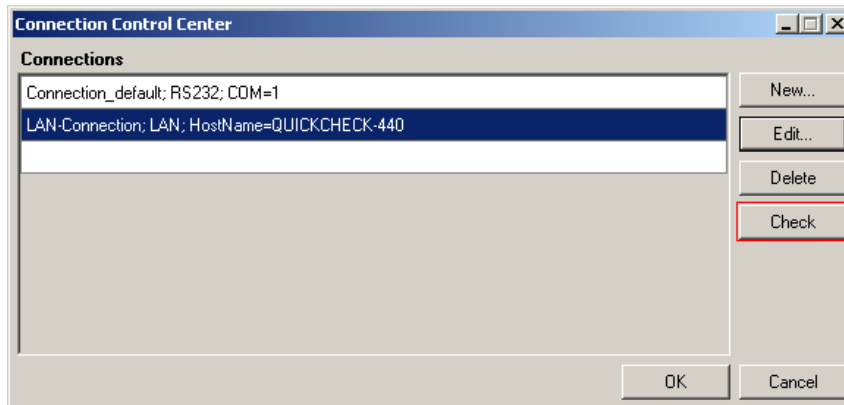 Connection Control Center
Connections
Connection_default; RS232; COM=1
LAN-Connection; LAN; HostName=QUICKCHECK-440
New...
Edit...
Delete
Check
OK
Cancel